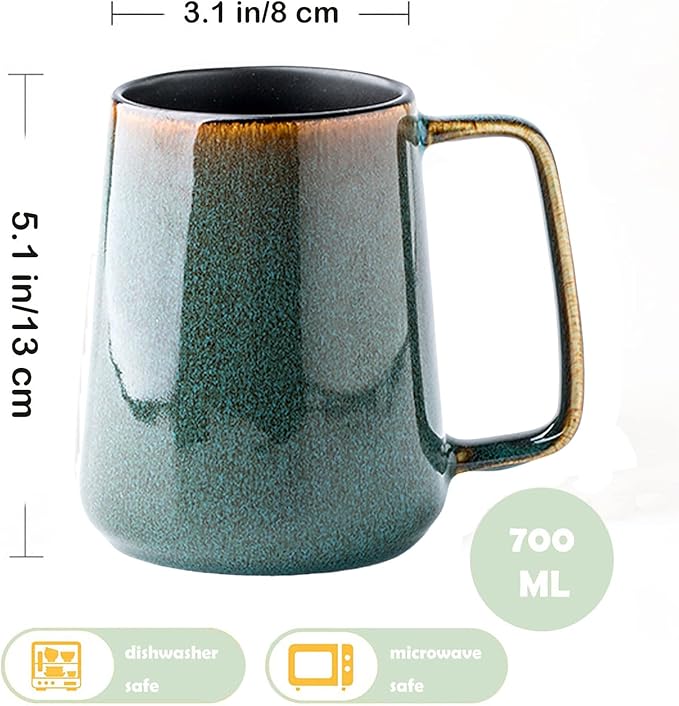 3.1 in/8 cm
5.1 in/13 cm
700
ML
dishwasher
safe
microwave
safe